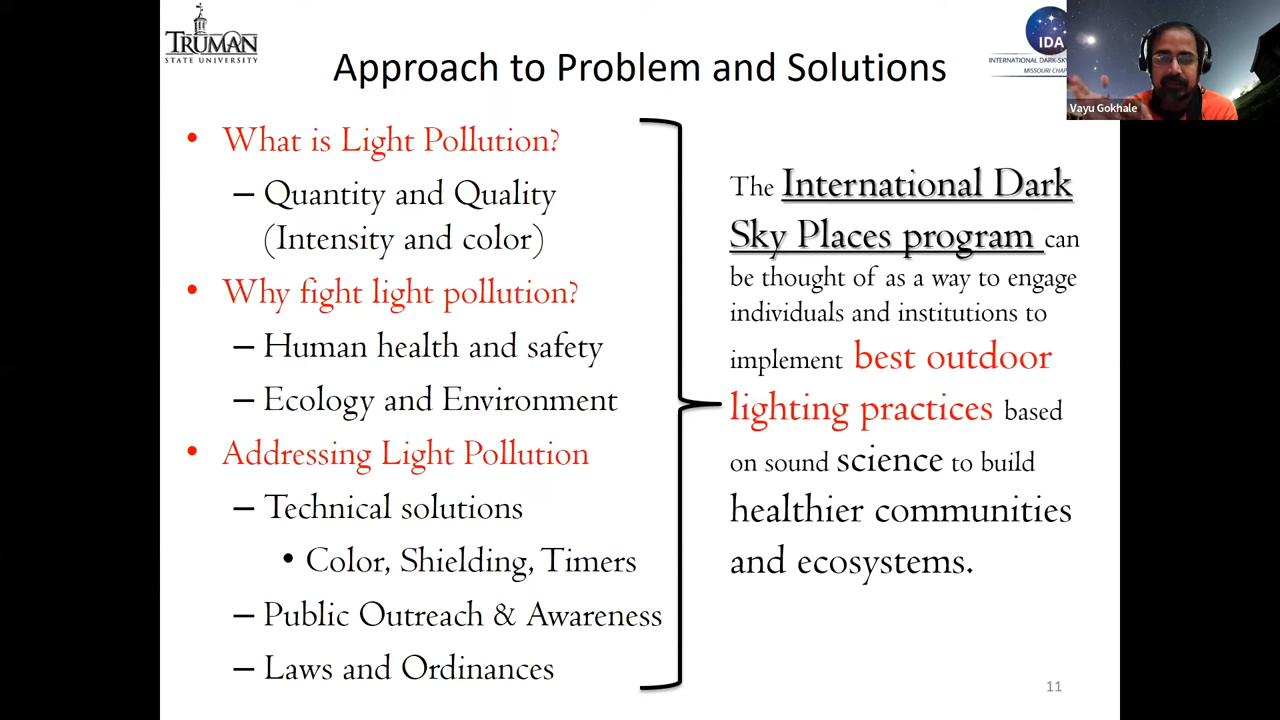 TRUMAN
STATE UNIVERSITY
Approach to Problem and Solutions
IDA
INTERNATIONAL DARK-SKY
Vayu Gokhale
• What is Light Pollution?
– Quantity and Quality
(Intensity and color)
• Why fight light pollution?
– Human health and safety
– Ecology and Environment
• Addressing Light Pollution
– Technical solutions
• Color, Shielding, Timers
– Public Outreach & Awareness
– Laws and Ordinances
The International Dark
Sky Places program can
be thought of as a way to engage
individuals and institutions to
implement best outdoor
lighting practices based
on sound science to build
healthier communities
and ecosystems.
11